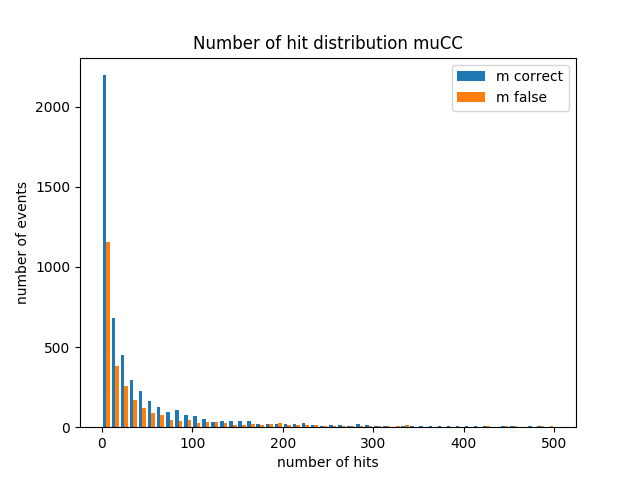 Number of hit distribution muCC
m correct
m false
2000
1500
1000
500
0
number of events
0 100 200 300 400 500
number of hits